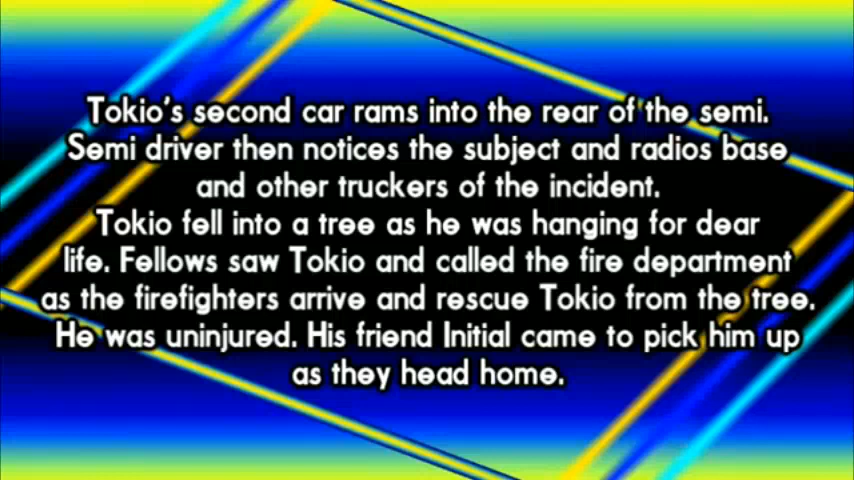 Tokio's second car rams into the rear of the semi.
Semi driver then notices the subject and radios base
and other truckers of the incident.
Tokio fell into a tree as he was hanging for dear
life. Fellows saw Tokio and called the fire department
as the firefighters arrive and rescue Tokio from the tree.
He was uninjured. His friend Initial came to pick him up
as they head home.